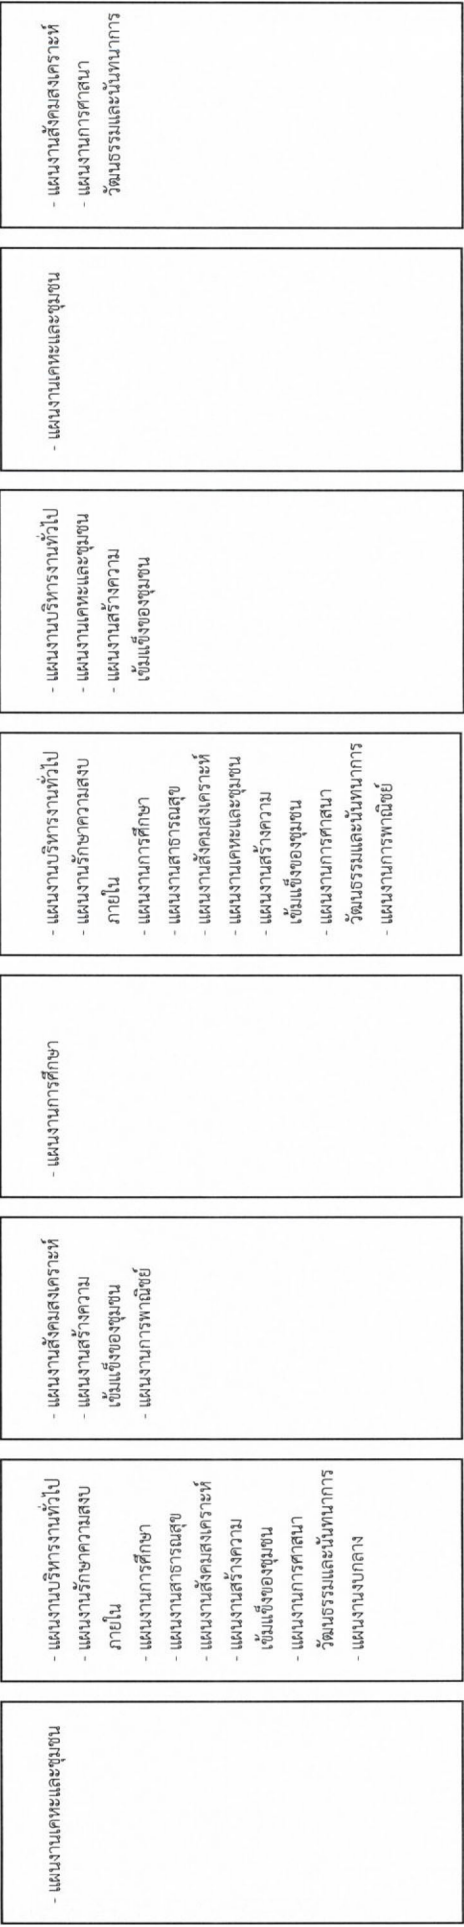 - แผนงานเคหะและชุมชน
- แผนงานบริหารงานทั่วไป
- แผนงานรักษาความสงบ
ภายใน
- แผนงานการศึกษา
- แผนงานสาธารณสุข
- แผนงานสังคมสงเคราะห์
- แผนงานสร้างความ
เข้มแข็งของชุมชน
- แผนงานการศาสนา
วัฒนธรรมและนันทนาการ
- แผนงานงบกลาง
- แผนงานสังคมสงเคราะห์
- แผนงานสร้างความ
เข้มแข็งของชุมชน
- แผนงานการพาณิชย์
- แผนงานการศึกษา
- แผนงานบริหารงานทั่วไป
- แผนงานรักษาความสงบ
ภายใน
- แผนงานการศึกษา
- แผนงานสาธารณสุข
- แผนงานสังคมสงเคราะห์
- แผนงานเคหะและชุมชน
- แผนงานสร้างความ
เข้มแข็งของชุมชน
- แผนงานการศาสนา
วัฒนธรรมและนันทนาการ
- แผนงานการพาณิชย์
- แผนงานบริหารงานทั่วไป
- แผนงานเคหะและชุมชน
- แผนงานสร้างความ
เข้มแข็งของชุมชน
- แผนงานเคหะและชุมชน
- แผนงานสังคมสงเคราะห์
- แผนงานการศาสนา
วัฒนธรรมและนันทนาการ